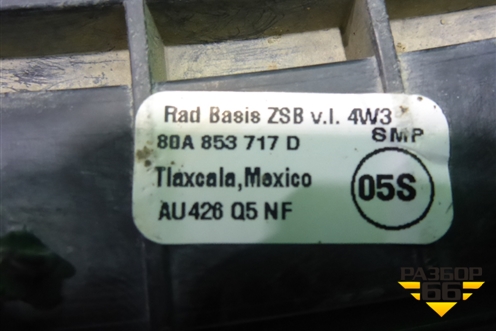 Rad Basis ZSB v.l. 4W3
SMP
80A 853 717 D
Tlaxcala,Mexico
05S
AU426 Q5 NF
РАЗБОР
66